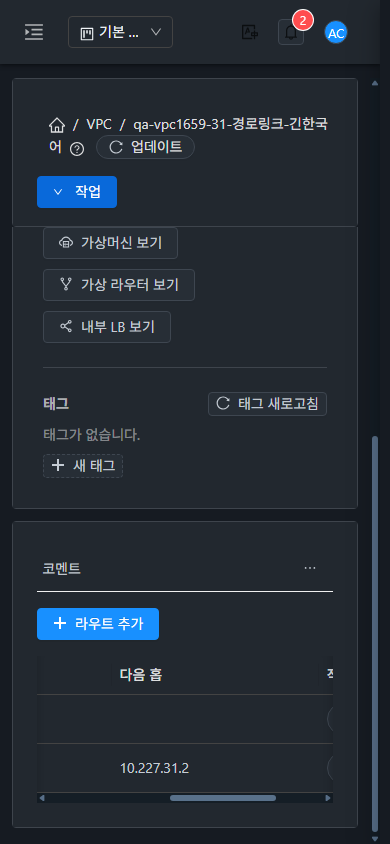 기본 ...
2
AC
/ VPC / qa-vpc1659-31-경로링크-긴한국
어 업데이트
작업
가상머신 보기
가상 라우터 보기
내부 LB 보기
태그 태그 새로고침
태그가 없습니다.
새 태그
코멘트 ...
라우트 추가
다음 홉
10.227.31.2